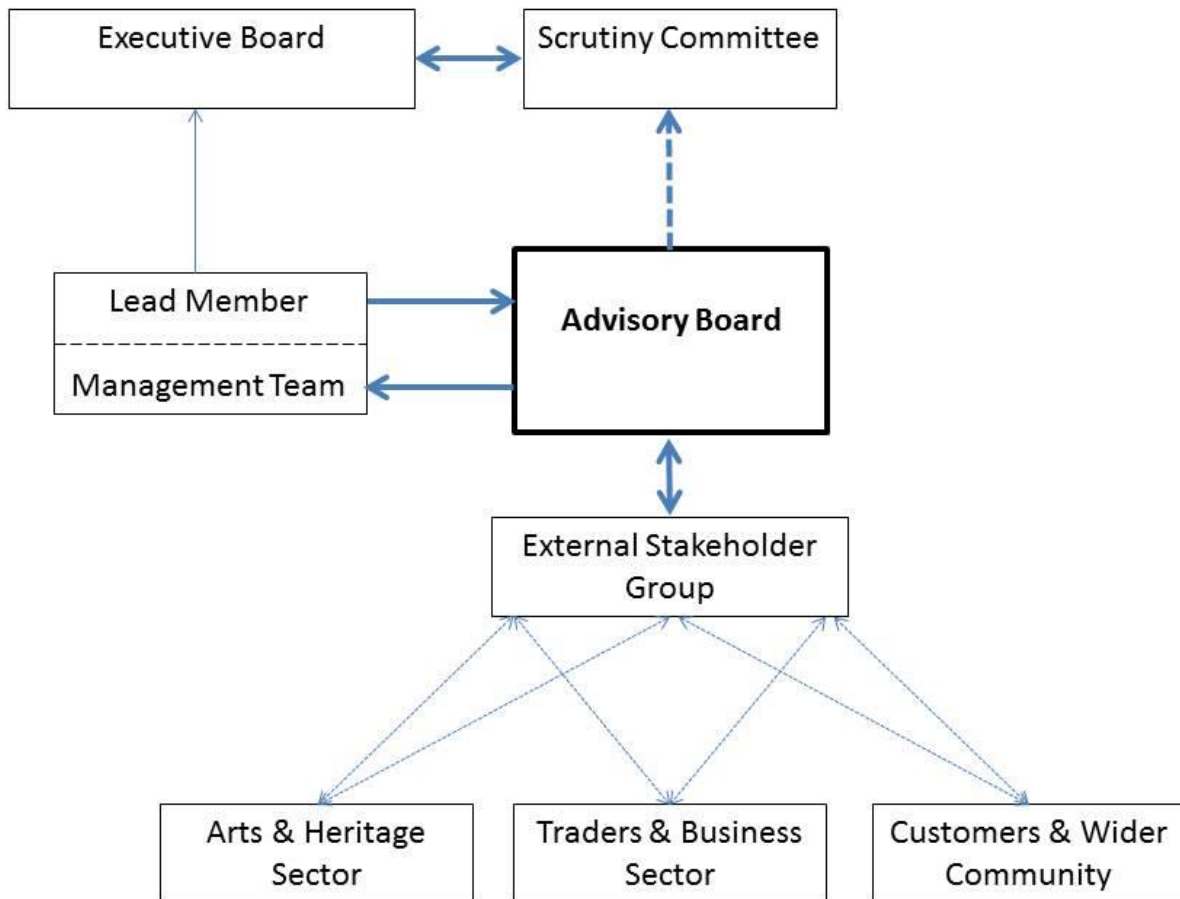 Executive Board
Scrutiny Committee
Lead Member
Advisory Board
Management Team
External Stakeholder
Group
Arts & Heritage
Sector
Traders & Business
Sector
Customers & Wider
Community